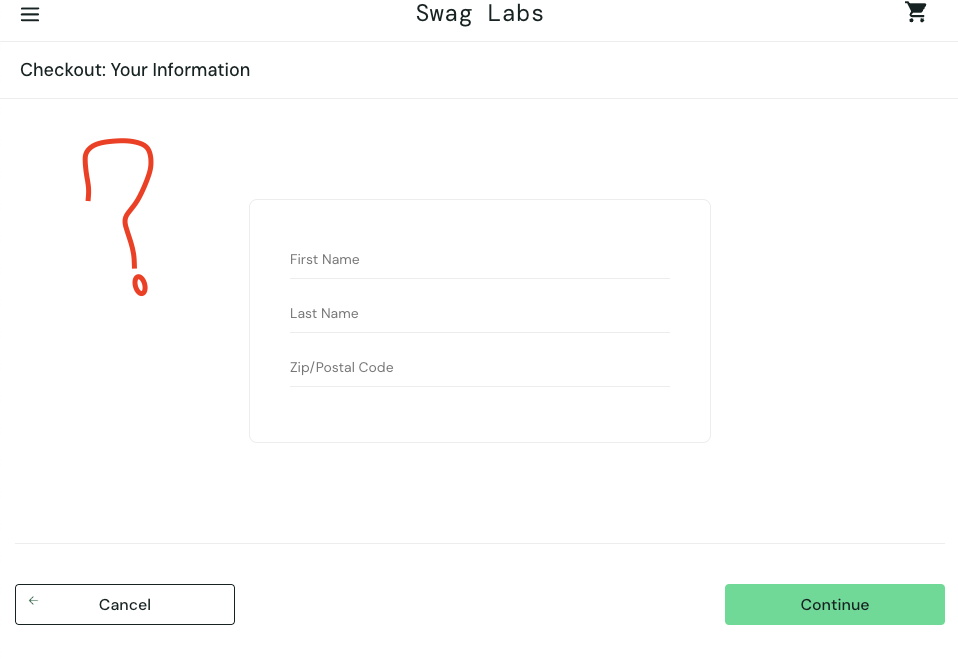 Swag Labs
Checkout: Your Information
?
First Name
Last Name
Zip/Postal Code
Cancel
Continue